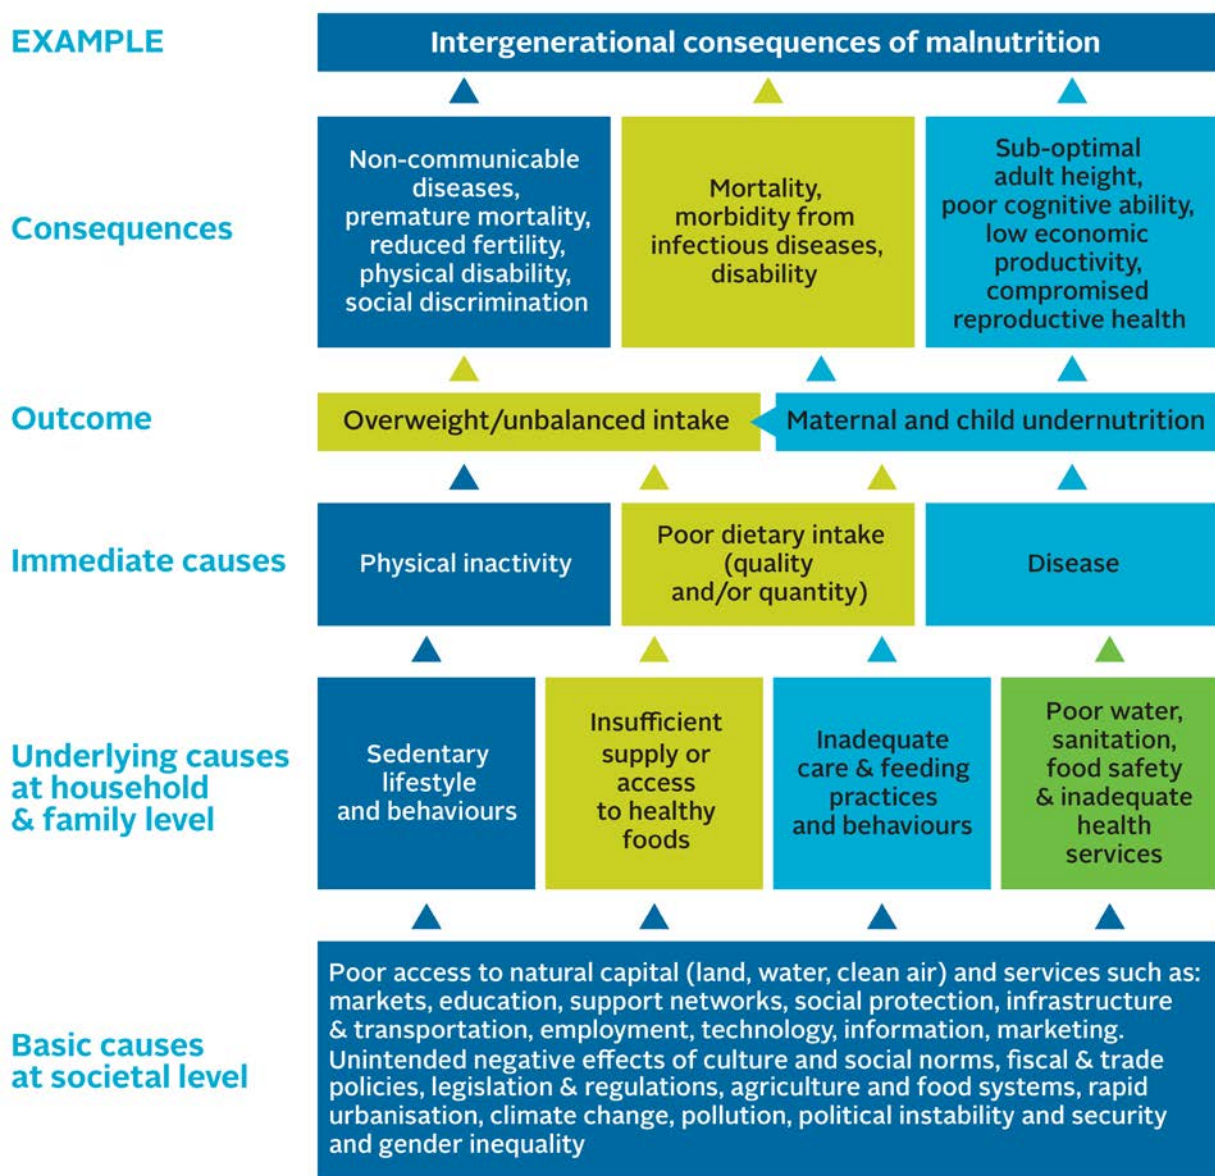 EXAMPLE
Intergenerational consequences of malnutrition
Consequences
Non-communicable
diseases,
premature mortality,
reduced fertility,
physical disability,
social discrimination
Mortality,
morbidity from
infectious diseases,
disability
Sub-optimal
adult height,
poor cognitive ability,
low economic
productivity,
compromised
reproductive health
Outcome
Overweight/unbalanced intake
Maternal and child undernutrition
Immediate causes
Physical inactivity
Poor dietary intake
(quality
and/or quantity)
Disease
Underlying causes
at household
& family level
Sedentary
lifestyle
and behaviours
Insufficient
supply or
access
to healthy
foods
Inadequate
care & feeding
practices
and behaviours
Poor water,
sanitation,
food safety
& inadequate
health
services
Basic causes
at societal level
Poor access to natural capital (land, water, clean air) and services such as:
markets, education, support networks, social protection, infrastructure
& transportation, employment, technology, information, marketing.
Unintended negative effects of culture and social norms, fiscal & trade
policies, legislation & regulations, agriculture and food systems, rapid
urbanisation, climate change, pollution, political instability and security
and gender inequality